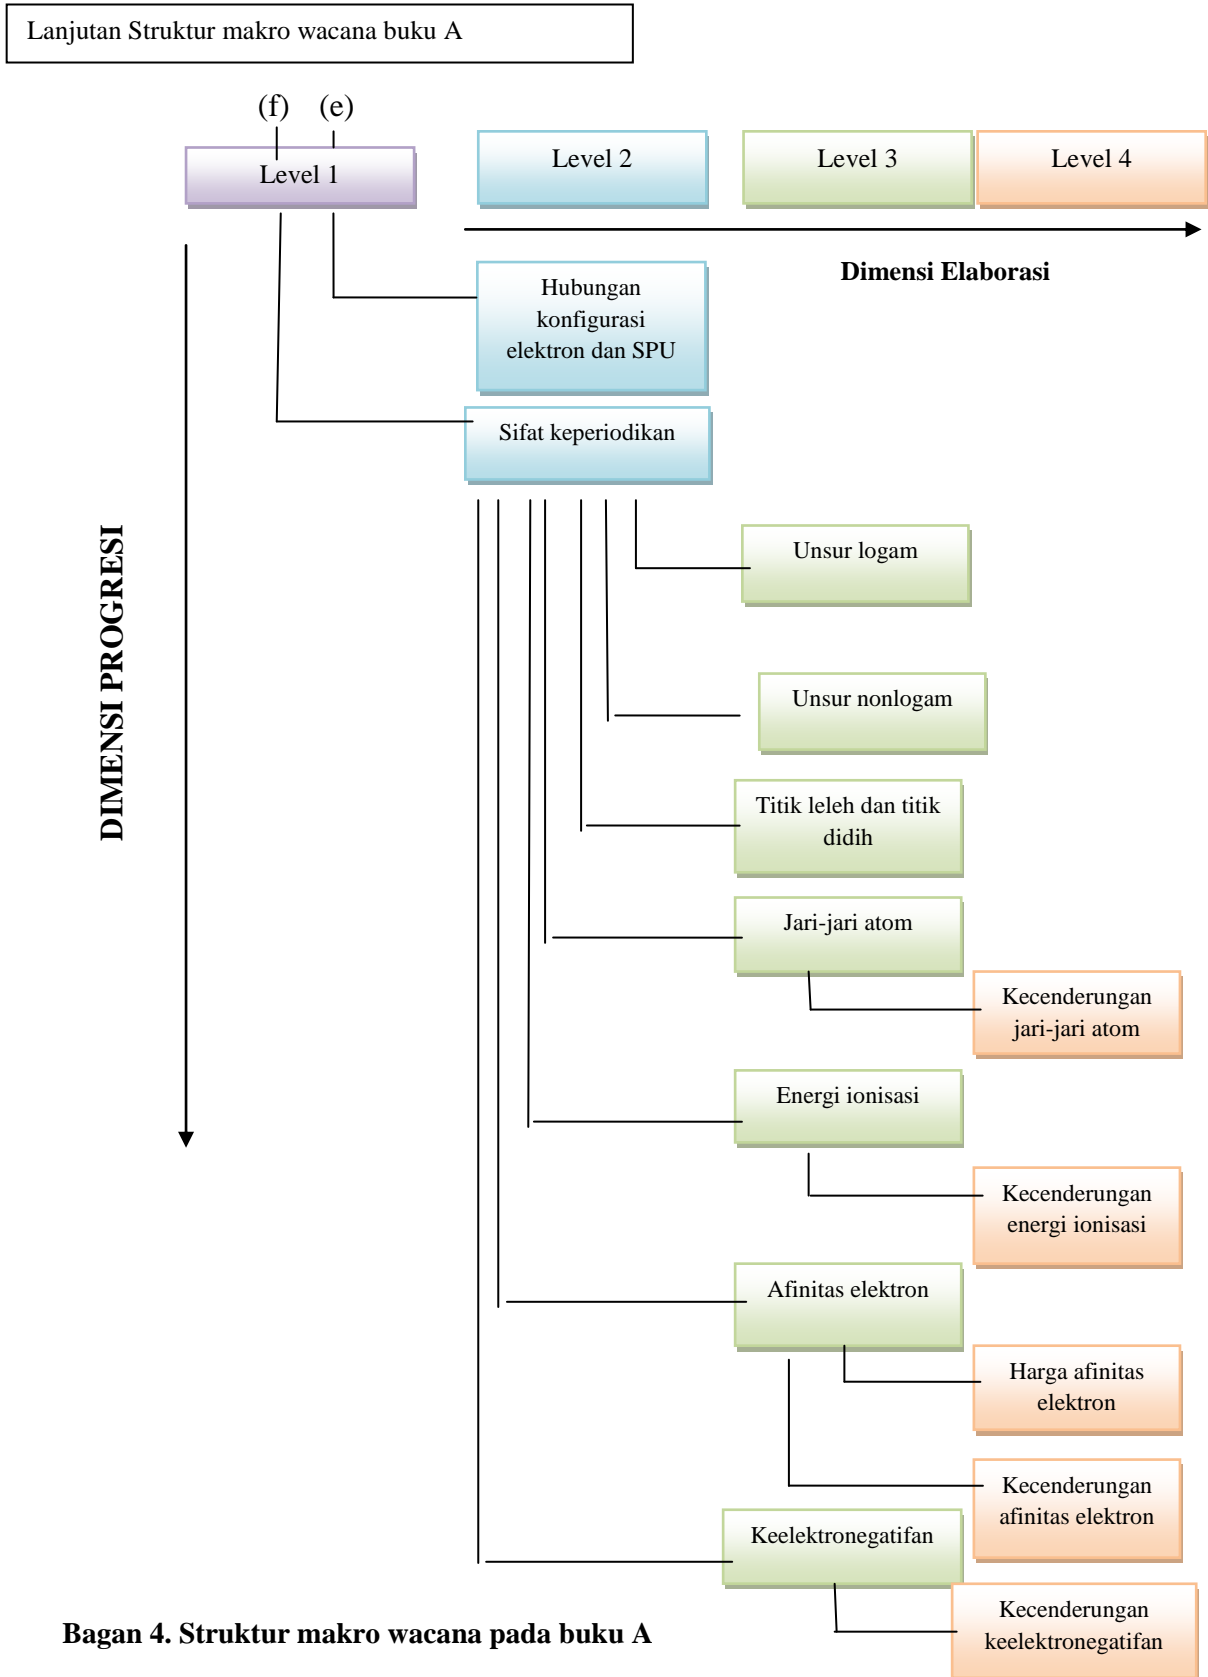 Lanjutan Struktur makro wacana buku A
(f) (e)
Level 1
Level 2
Level 3
Level 4
Dimensi Elaborasi
Hubungan
konfigurasi
elektron dan SPU
Sifat keperiodikan
DIMENSI PROGRESI
Unsur logam
Unsur nonlogam
Titik leleh dan titik
didih
Jari-jari atom
Kecenderungan
jari-jari atom
Energi ionisasi
Kecenderungan
energi ionisasi
Afinitas elektron
Harga afinitas
elektron
Kecenderungan
afinitas elektron
Keelektronegatifan
Kecenderungan
keelektronegatifan
Bagan 4. Struktur makro wacana pada buku A